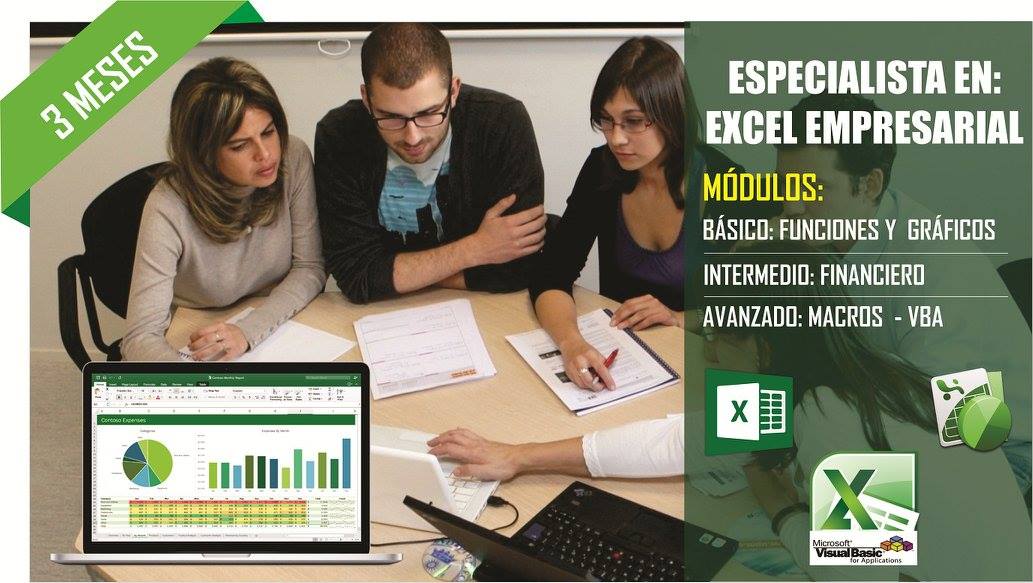 3 MESES
ESPECIALISTA EN:
EXCEL EMPRESARIAL
MÓDULOS:
BÁSICO: FUNCIONES Y GRÁFICOS
INTERMEDIO: FINANCIERO
AVANZADO: MACROS - VBA
Contoso Expenses
Microsoft®
Visual Basic
for Applications